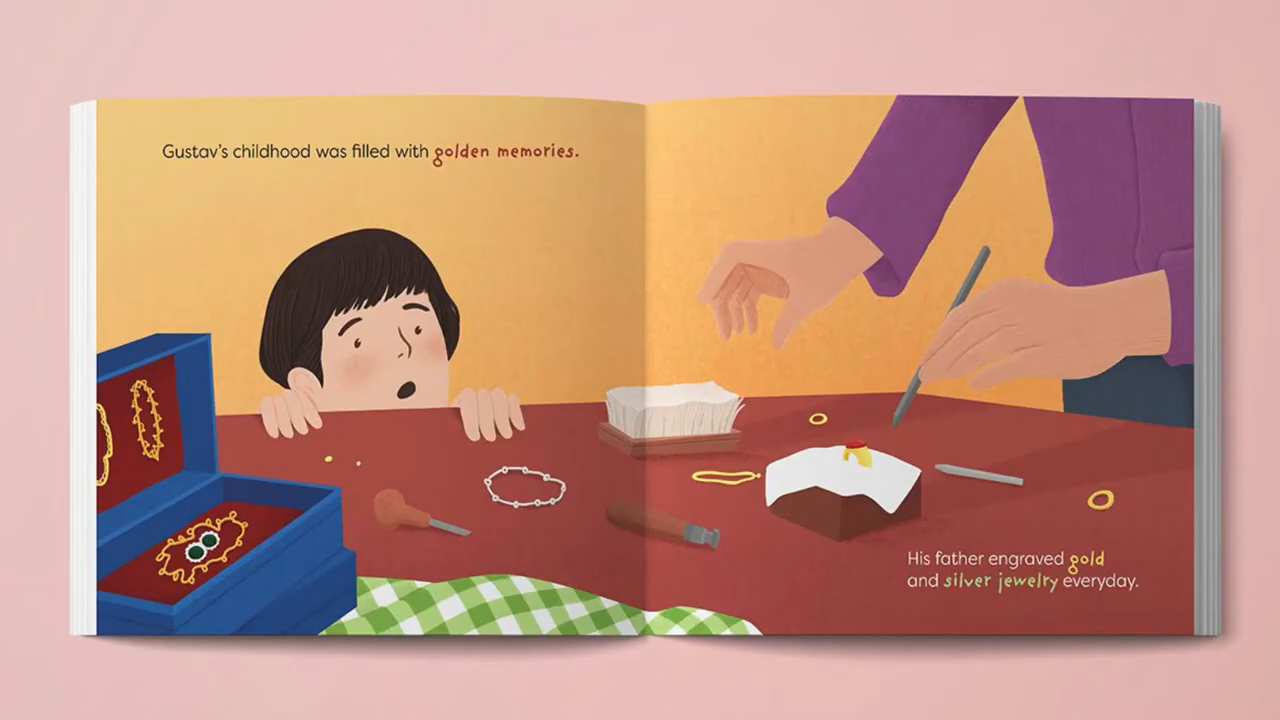 Gustav's childhood was filled with golden memories.
His father engraved gold
and silver jewelry everyday.